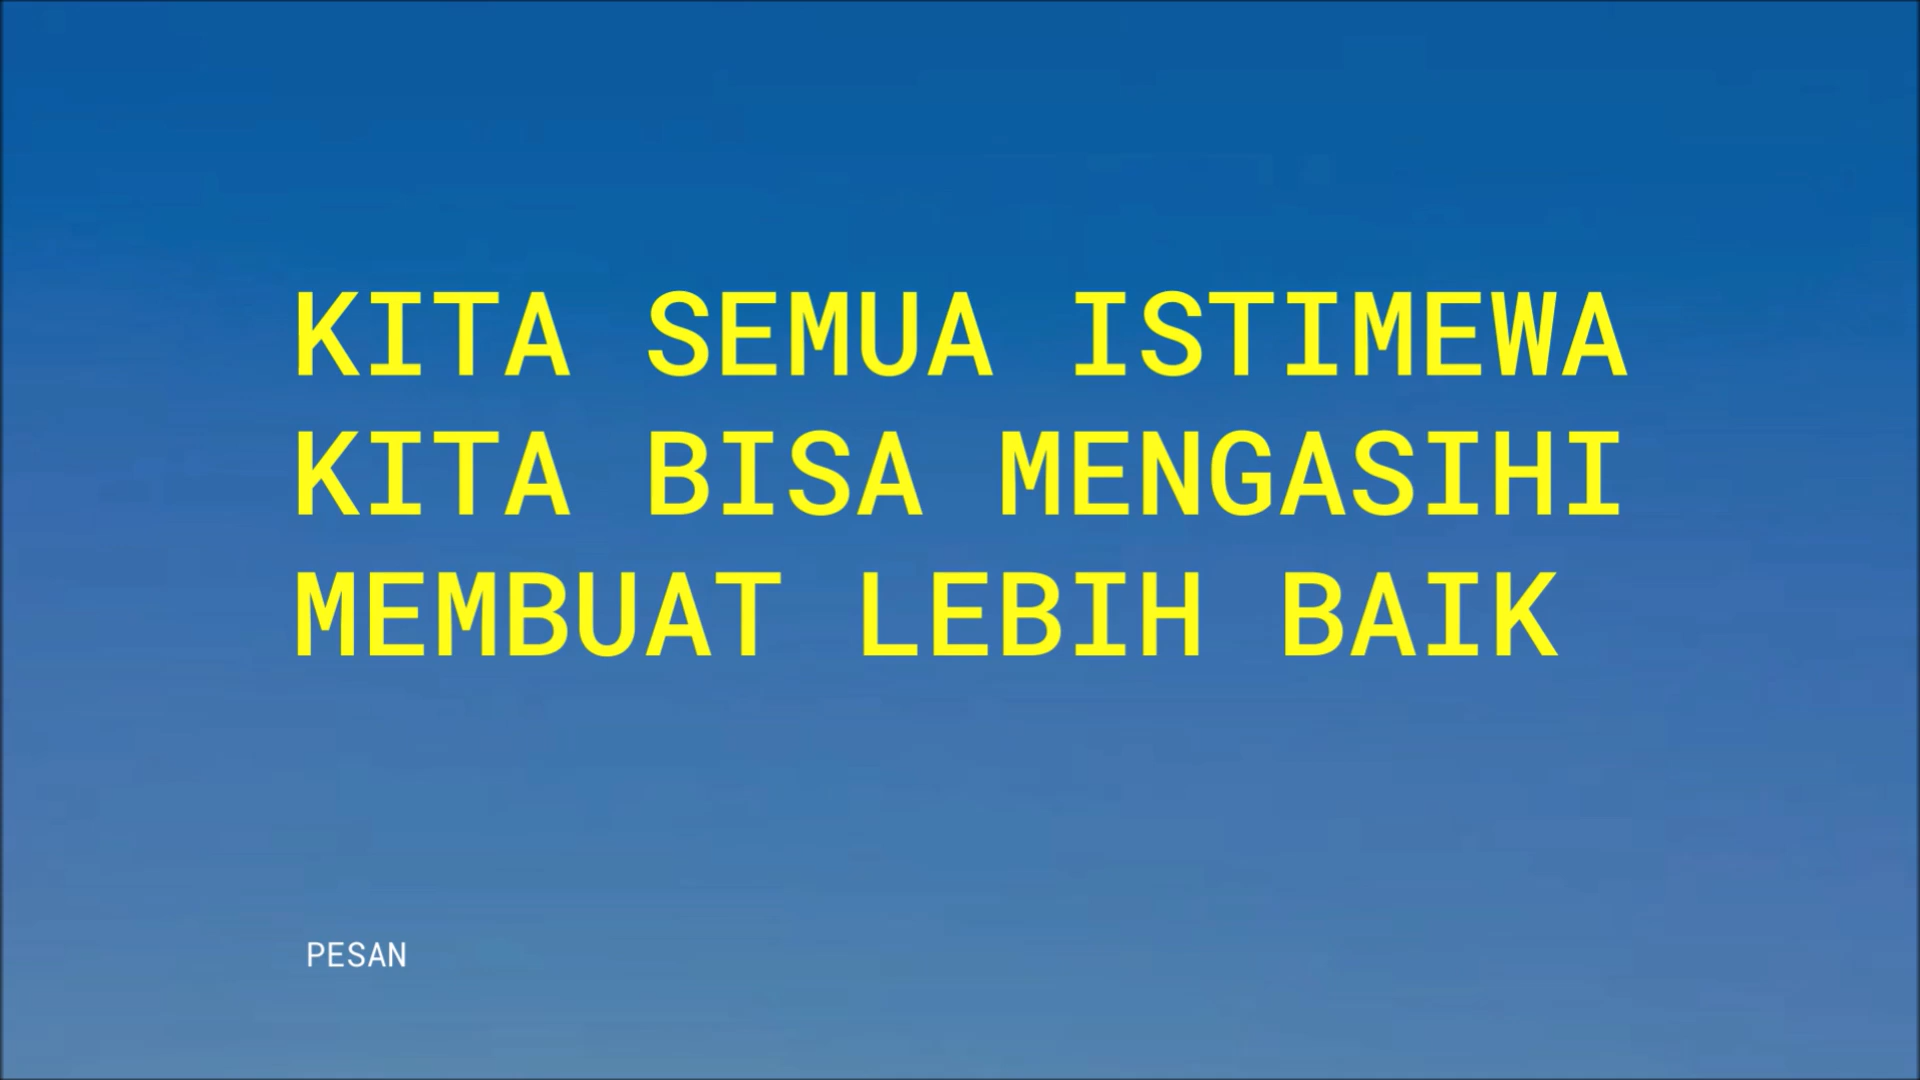 KITA SEMUA ISTIMEWA
KITA BISA MENGASIHI
MEMBUAT LEBIH BAIK
PESAN